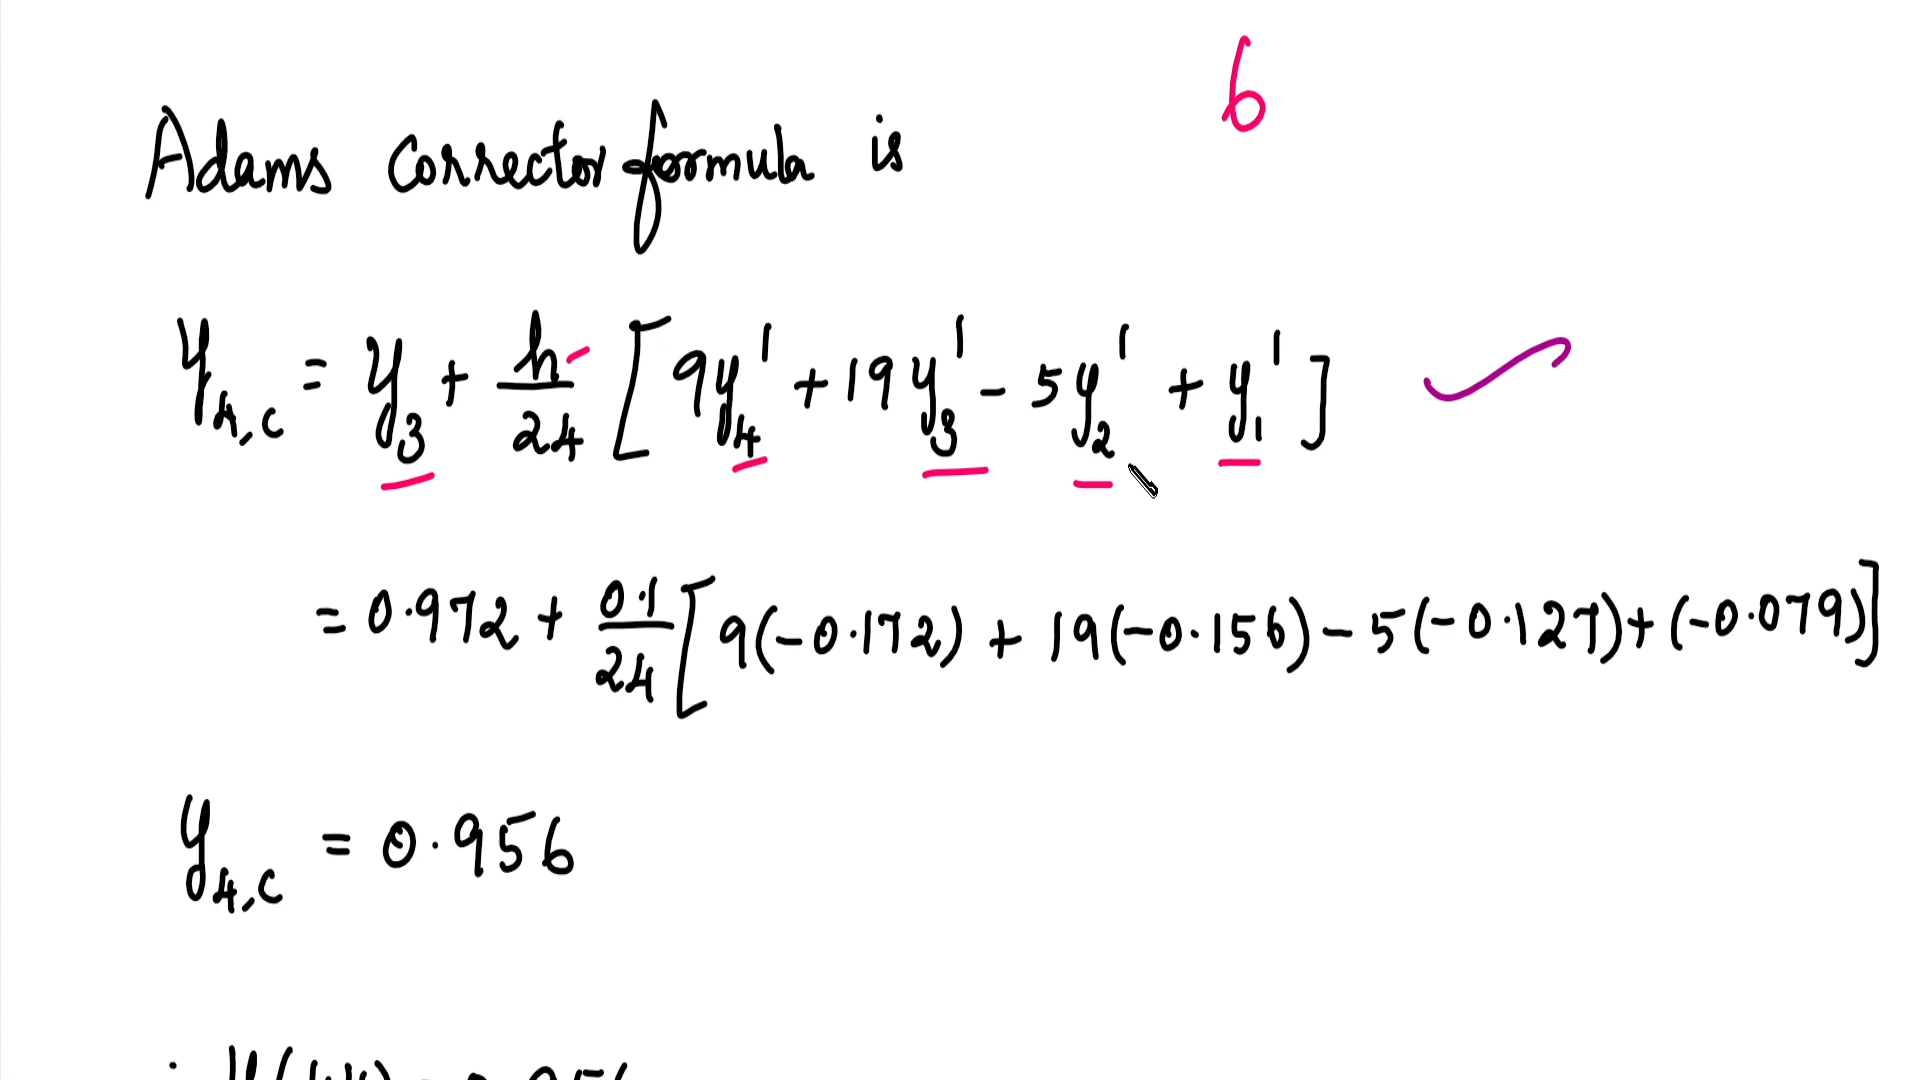 6
Adams corrector formula is
y₄,c = y₃ + h/24 [9y₄' + 19y₃' - 5y₂' + y₁']
= 0.972 + 0.1/24 [9(-0.172) + 19(-0.156) - 5(-0.127) + (-0.079)]
y₄,c = 0.956